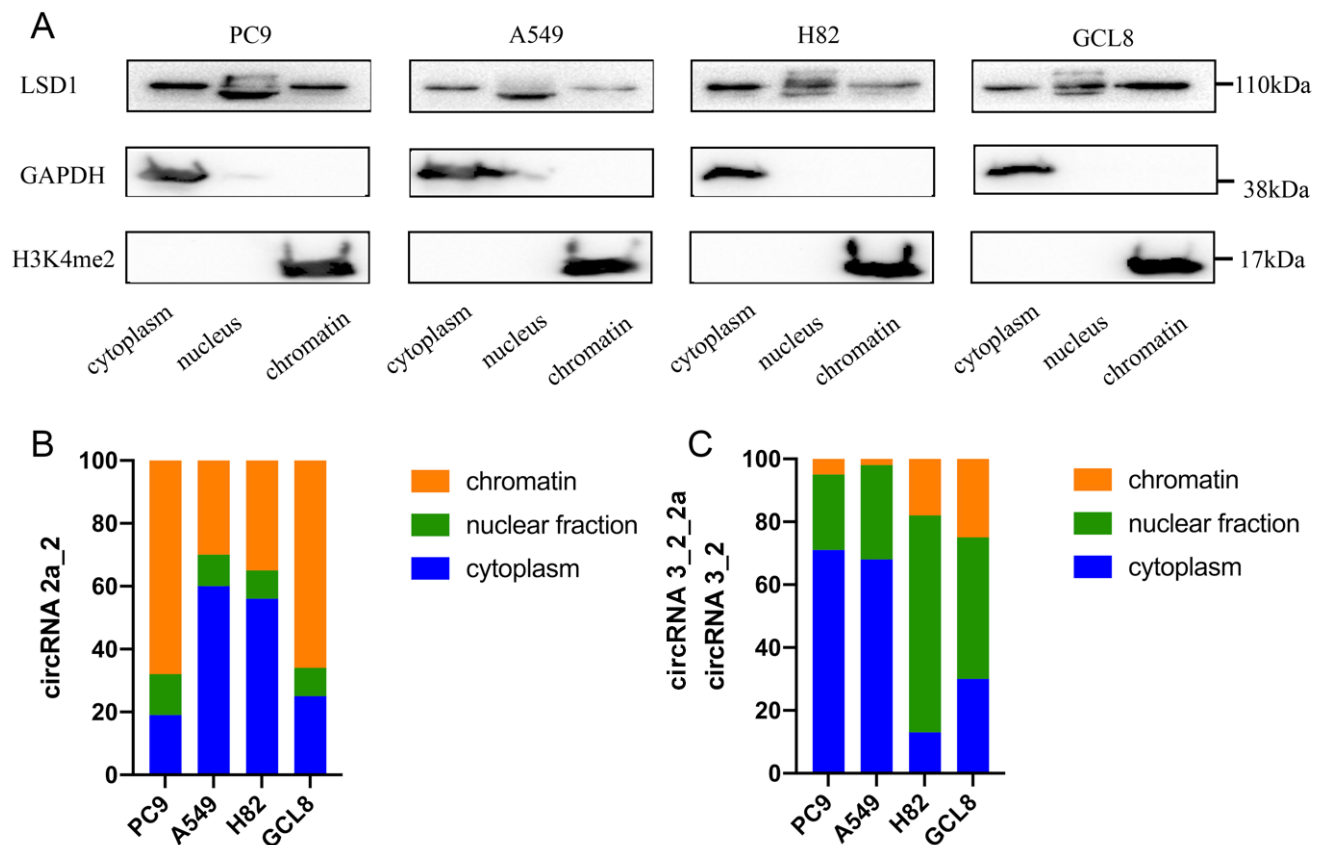 A
PC9 A549 H82 GCL8
LSD1 110kDa
GAPDH 38kDa
H3K4me2 17kDa
cytoplasm nucleus chromatin cytoplasm nucleus chromatin cytoplasm nucleus chromatin cytoplasm nucleus chromatin
B
circRNA 2a_2
100
80
60
40
20
0
PC9 A549 H82 GCL8
chromatin
nuclear fraction
cytoplasm
C
circRNA 3_2_2a
circRNA 3_2
100
80
60
40
20
0
PC9 A549 H82 GCL8
chromatin
nuclear fraction
cytoplasm